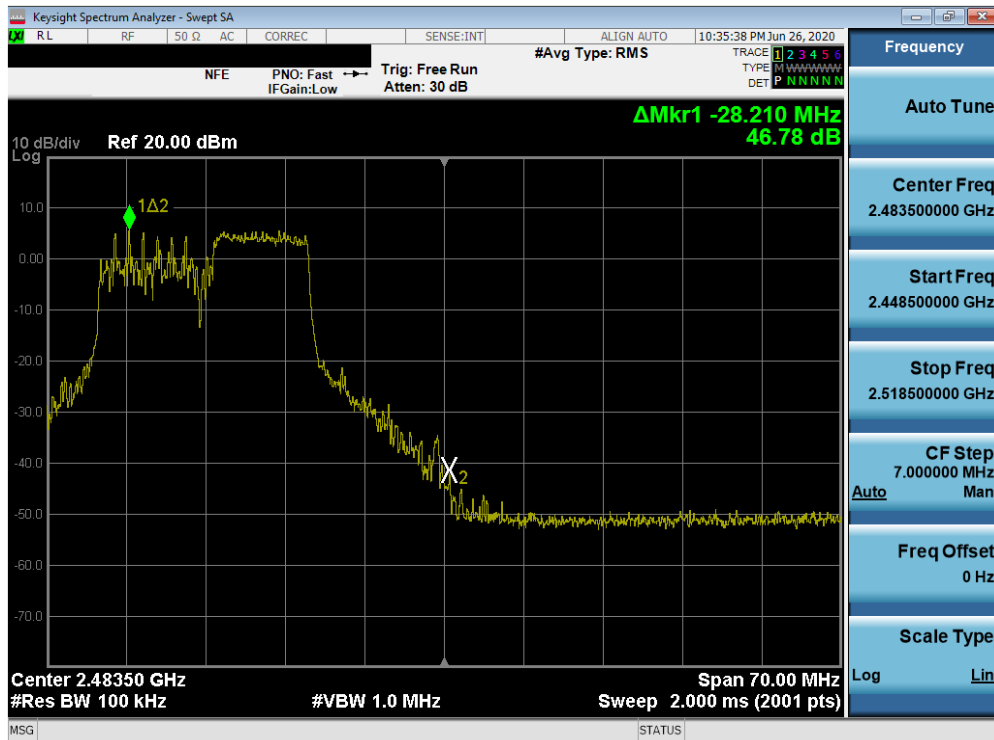 Keysight Spectrum Analyzer - Swept SA
LXI RL RF 50 Ω AC CORREC SENSE:INT ALIGN AUTO 10:35:38 PM Jun 26, 2020
NFE PNO: Fast Trig: Free Run #Avg Type: RMS TRACE 1 2 3 4 5 6
IFGain:Low Atten: 30 dB TYPE M WWWWW
DET P N N N N N
ΔMkr1 -28.210 MHz
46.78 dB
10 dB/div Ref 20.00 dBm
Log
10.0
0.00
-10.0
-20.0
-30.0
-40.0
-50.0
-60.0
-70.0
1Δ2
X2
Center 2.48350 GHz Span 70.00 MHz
#Res BW 100 kHz #VBW 1.0 MHz Sweep 2.000 ms (2001 pts)
MSG STATUS
Frequency
Auto Tune
Center Freq
2.483500000 GHz
Start Freq
2.448500000 GHz
Stop Freq
2.518500000 GHz
CF Step
7.000000 MHz
Auto Man
Freq Offset
0 Hz
Scale Type
Log Lin